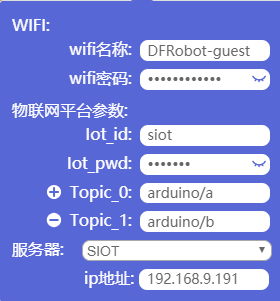 WIFI:
wifi名称: DFRobot-guest
wifi密码: ••••••••••••
物联网平台参数:
Iot_id: siot
Iot_pwd: •••••••
Topic_0: arduino/a
Topic_1: arduino/b
服务器: SIOT
ip地址: 192.168.9.191